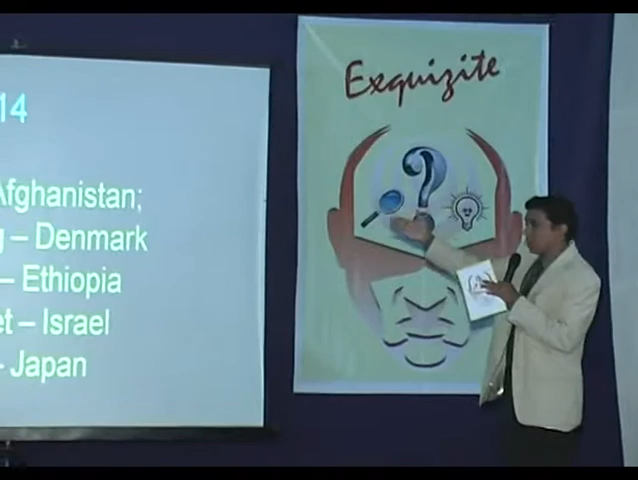 14
Afghanistan;
– Denmark
– Ethiopia
– Israel
- Japan
Exquizite
?